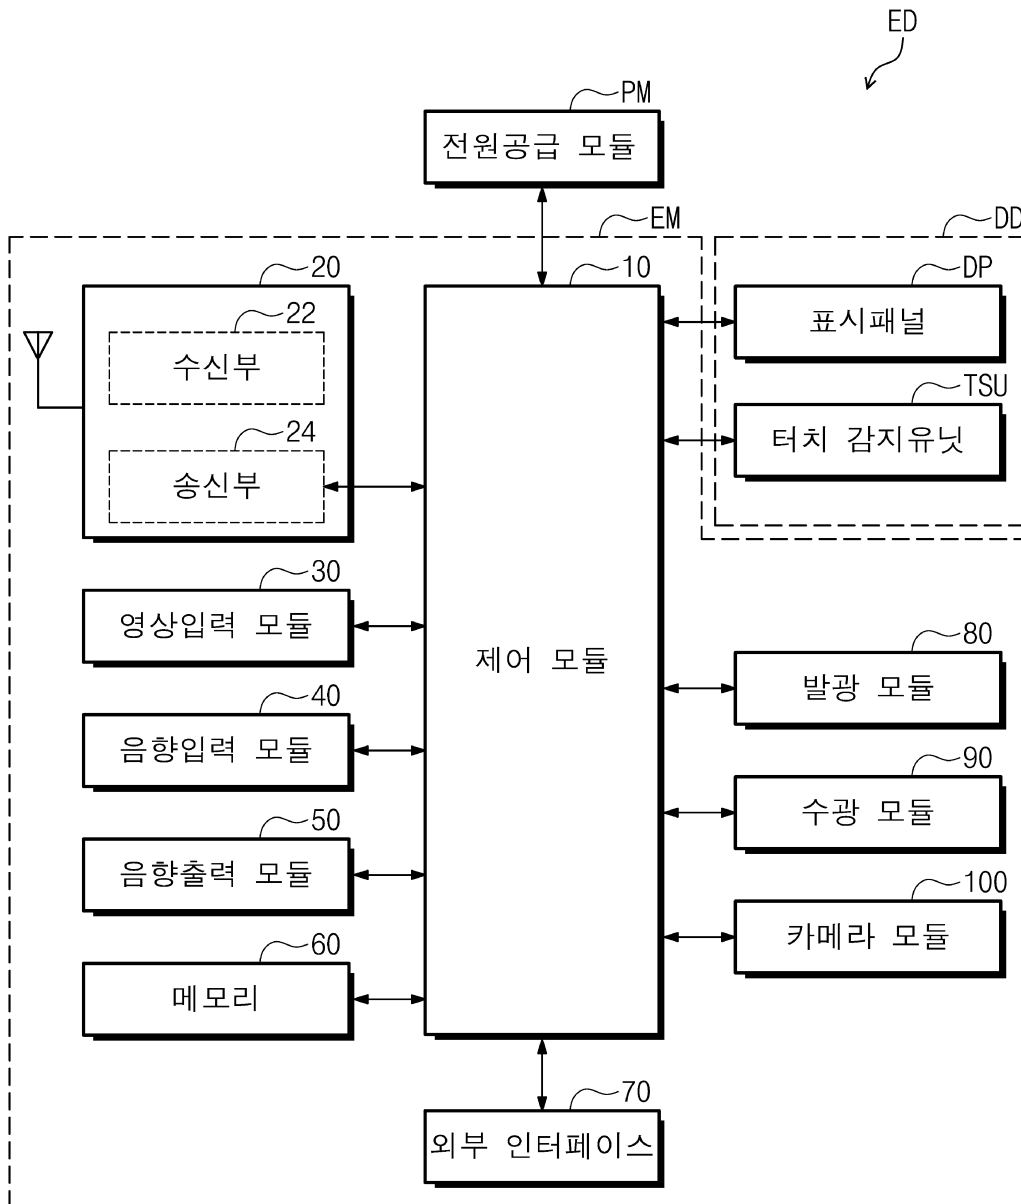 ED
PM
전원공급 모듈
EM
DD
20
10
DP
22
수신부
표시패널
24
송신부
TSU
터치 감지유닛
30
영상입력 모듈
제어 모듈
80
발광 모듈
40
음향입력 모듈
90
수광 모듈
50
음향출력 모듈
100
카메라 모듈
60
메모리
70
외부 인터페이스